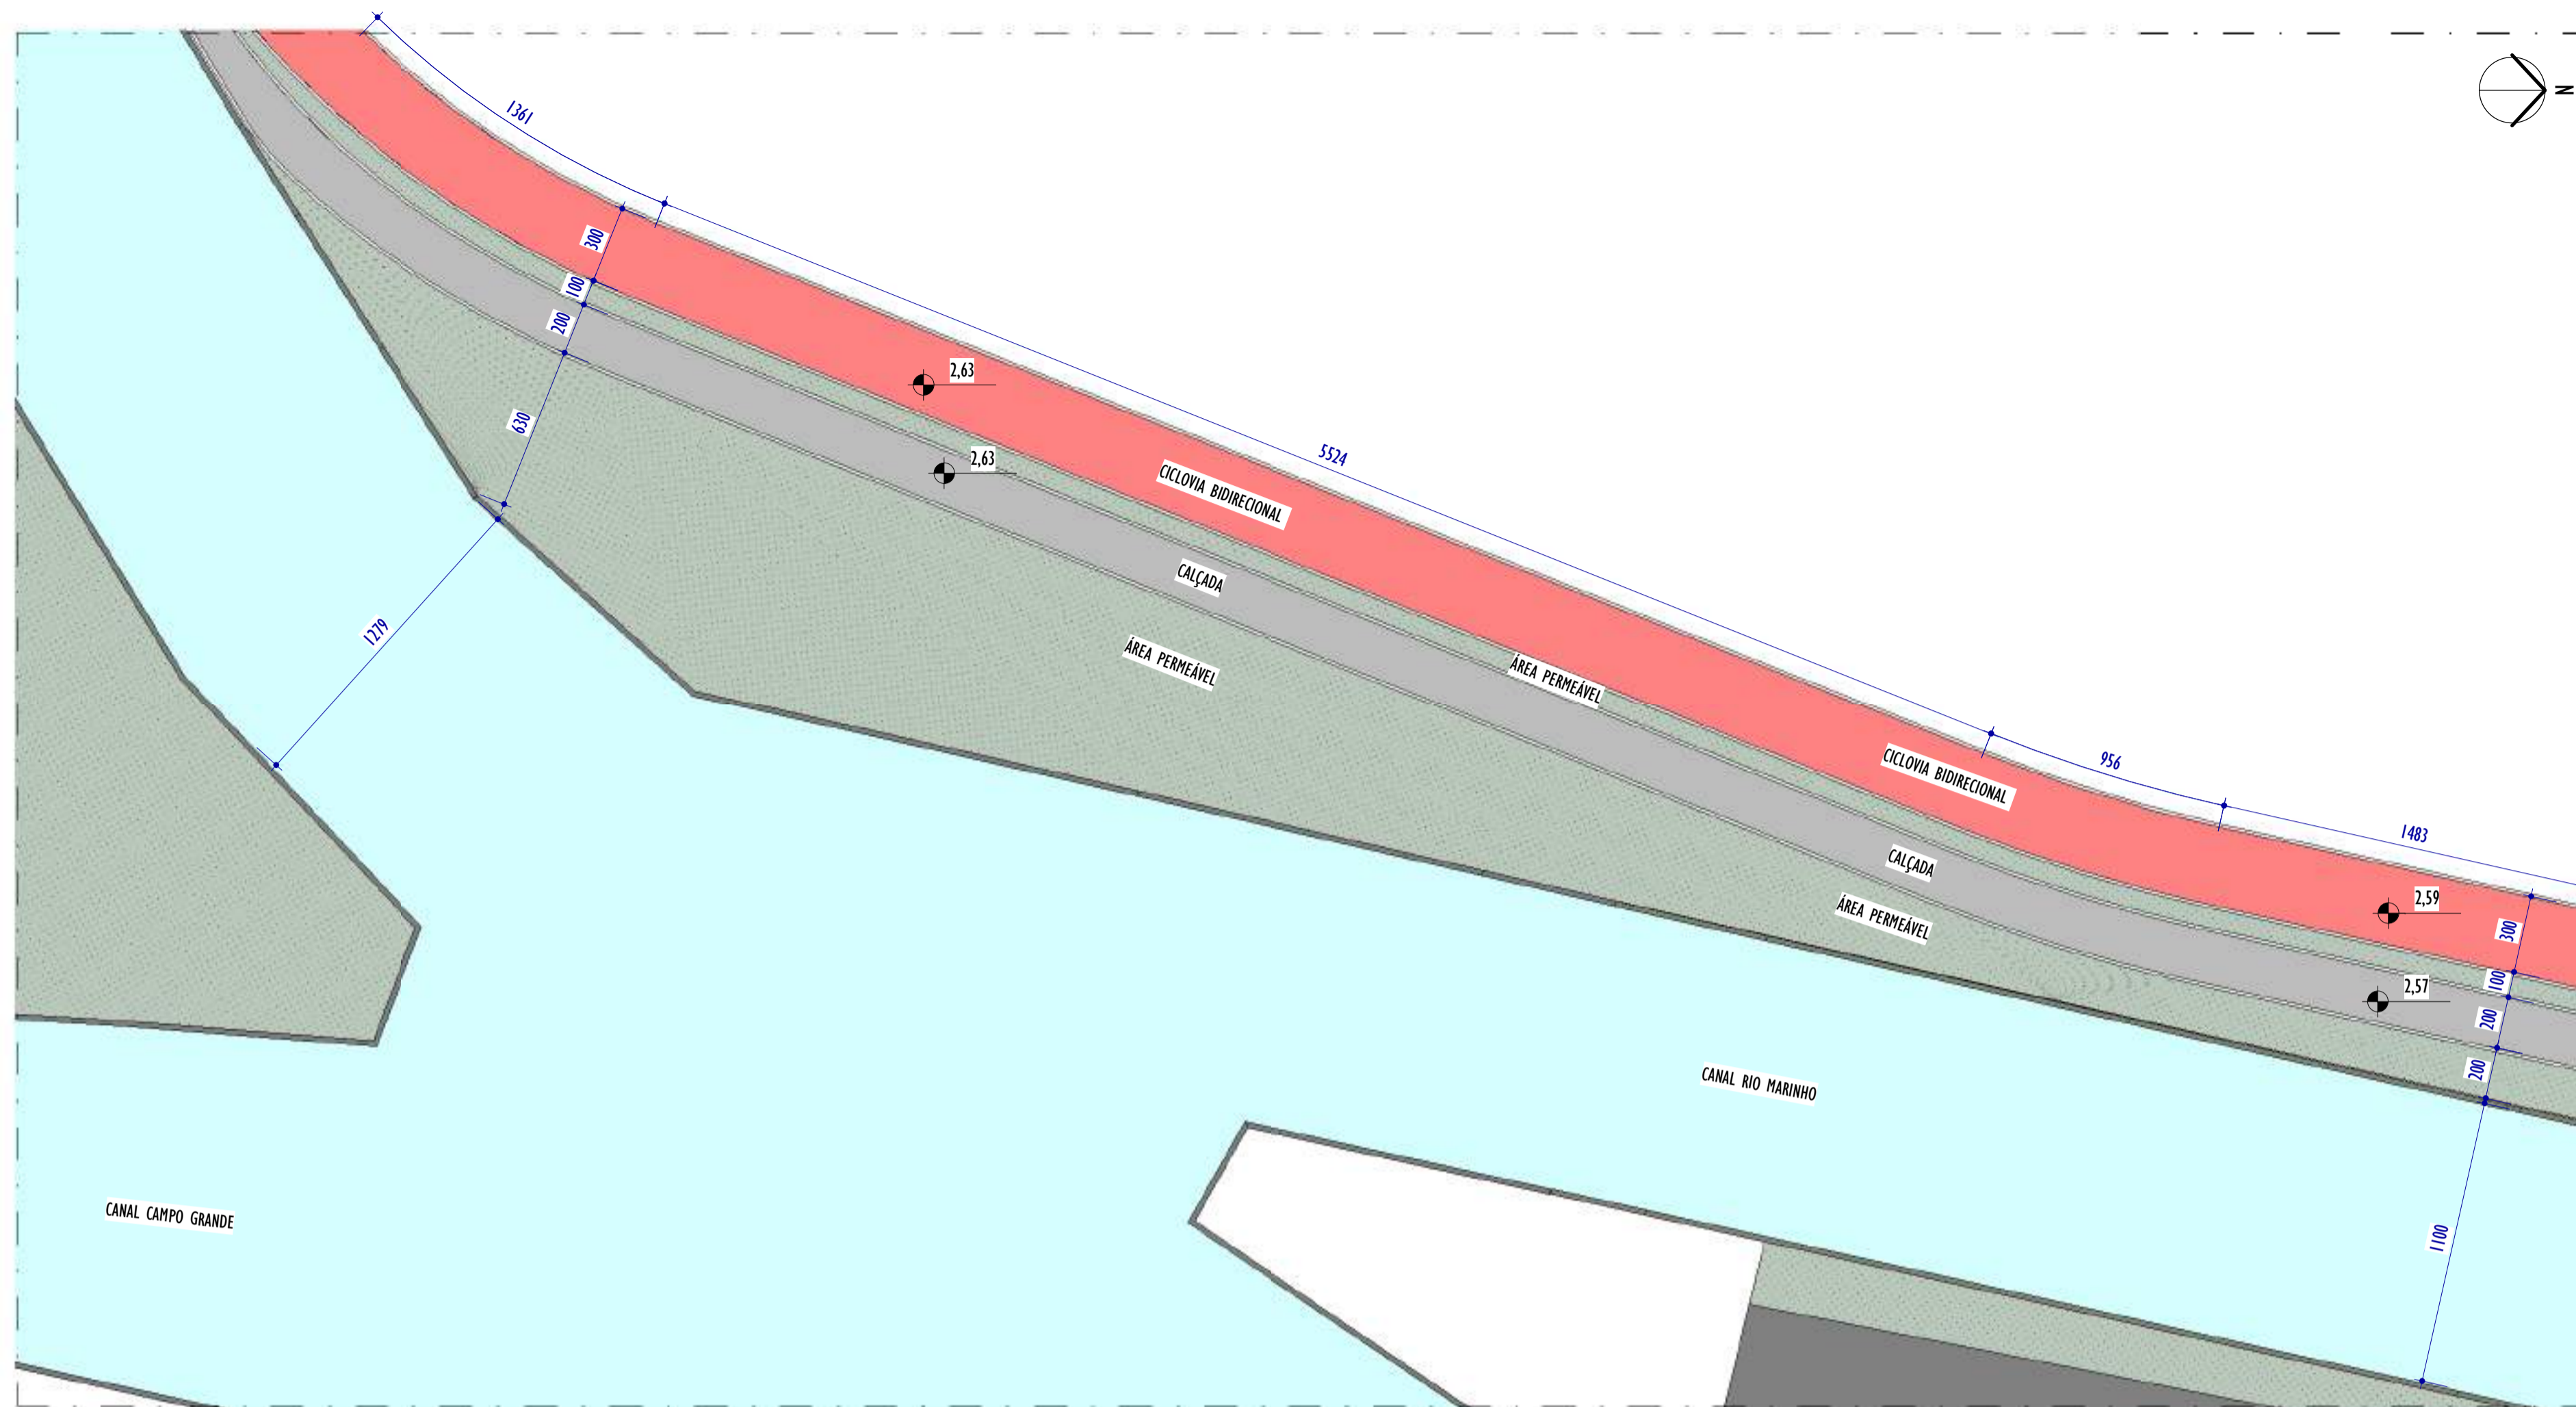 N
1361
300
100
200
630
2,63
2,63
5524
CICLOVIA BIDIRECIONAL
CALÇADA
ÁREA PERMEÁVEL
ÁREA PERMEÁVEL
1279
CICLOVIA BIDIRECIONAL
956
1483
CALÇADA
ÁREA PERMEÁVEL
2,59
2,57
300
100
200
200
CANAL RIO MARINHO
CANAL CAMPO GRANDE
1100